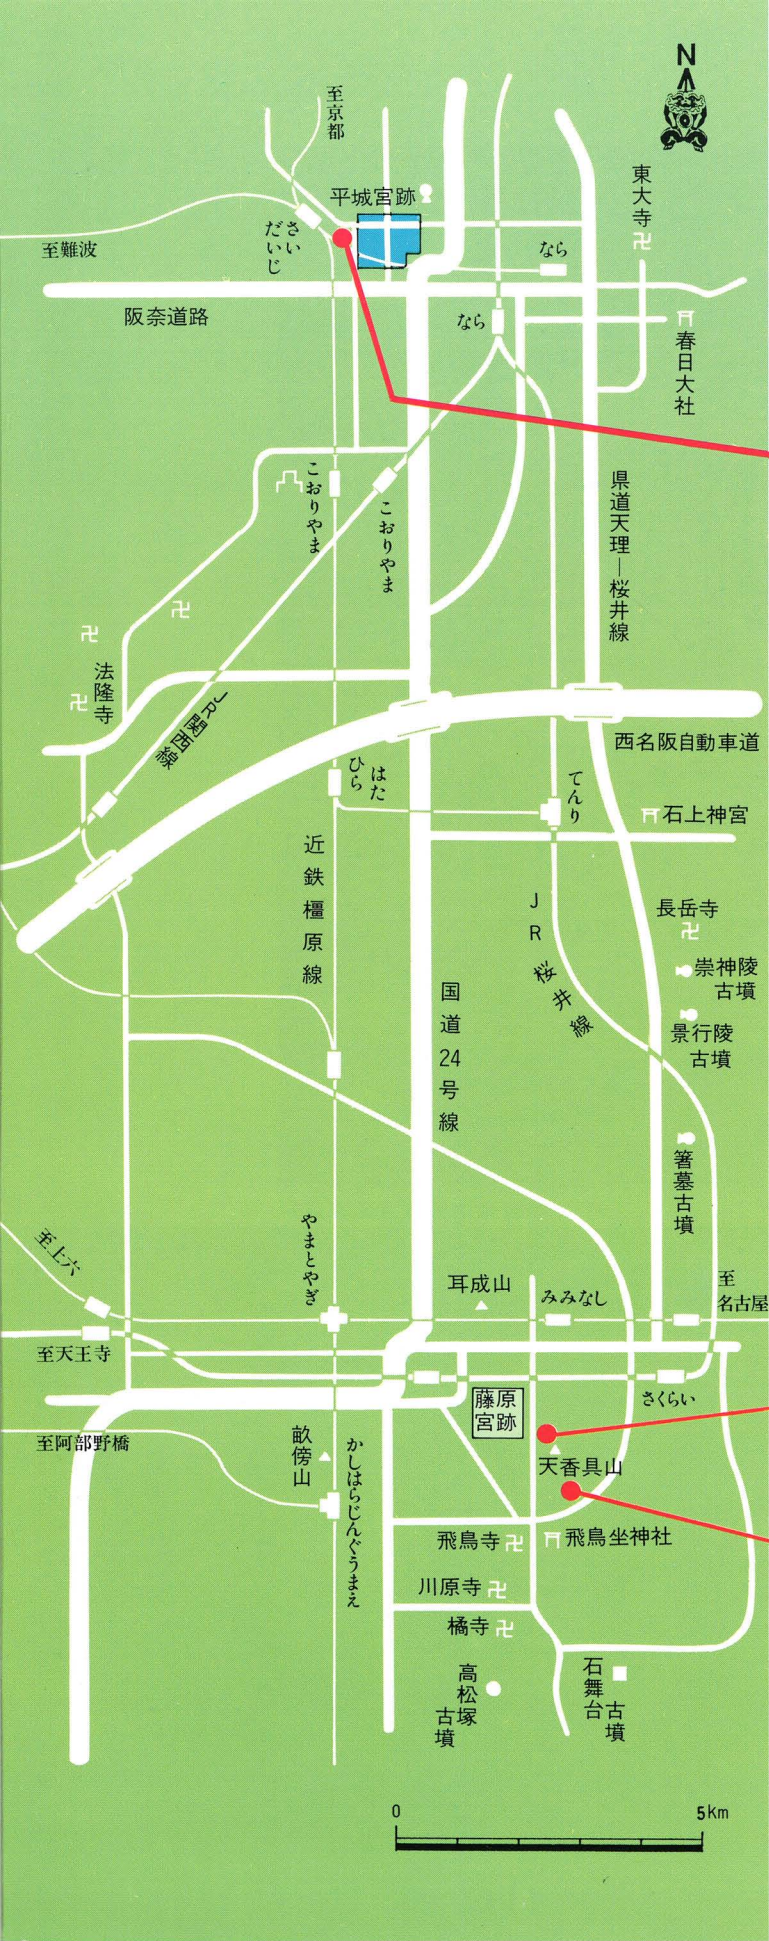 N
至京都
東大寺
平城宮跡
さい
だいじ
至難波
なら
阪奈道路
なら
春日大社
こおりやま
こおりやま
県道天理―桜井線
法隆寺
JR関西線
西名阪自動車道
はた
ひら
てんり
石上神宮
近鉄橿原線
JR桜井線
長岳寺
崇神陵
古墳
国道24号線
景行陵
古墳
箸墓古墳
やまとやぎ
至上六
耳成山
みみなし
至
名古屋
至天王寺
藤原
宮跡
さくらい
至阿部野橋
畝傍山
かしはらじんぐうまえ
天香具山
飛鳥寺
飛鳥坐神社
川原寺
橘寺
高松塚
古墳
石舞台
古墳
0 5km